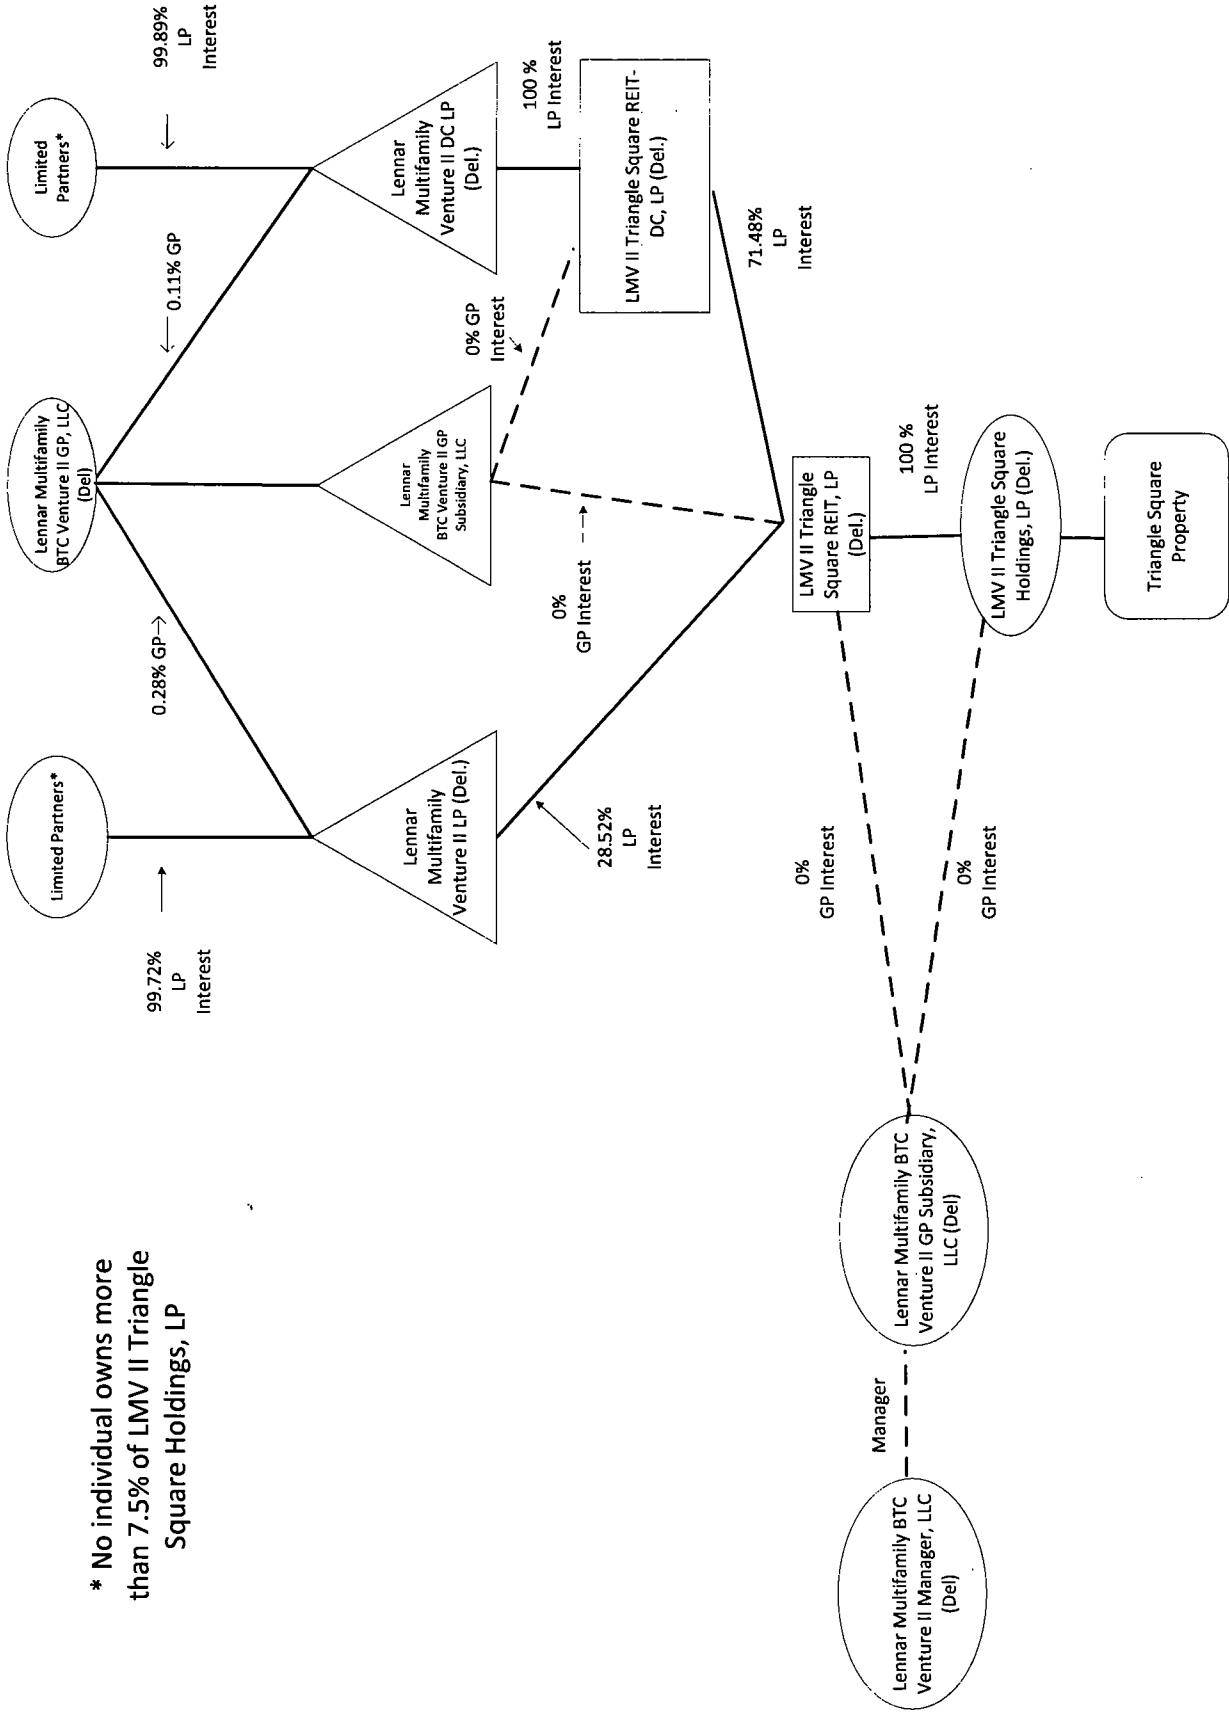 * No individual owns more
than 7.5% of LMV II Triangle
Square Holdings, LP
Limited Partners*
99.72%
LP
Interest
0.28% GP
Lennar Multifamily
BTC Venture II GP, LLC
(Del)
0.11% GP
Limited
Partners*
99.89%
LP
Interest
Lennar
Multifamily
Venture II LP (Del.)
Lennar
Multifamily
BTC Venture II GP
Subsidiary, LLC
Lennar
Multifamily
Venture II DC LP
(Del.)
0% GP
Interest
100 %
LP Interest
28.52%
LP
Interest
0%
GP Interest
LMV II Triangle Square REIT-
DC, LP (Del.)
71.48%
LP
Interest
LMV II Triangle
Square REIT, LP
(Del.)
0%
GP Interest
100 %
LP Interest
Lennar Multifamily BTC
Venture II Manager, LLC
(Del)
Manager
Lennar Multifamily BTC
Venture II GP Subsidiary,
LLC (Del)
0%
GP Interest
LMV II Triangle Square
Holdings, LP (Del.)
Triangle Square
Property